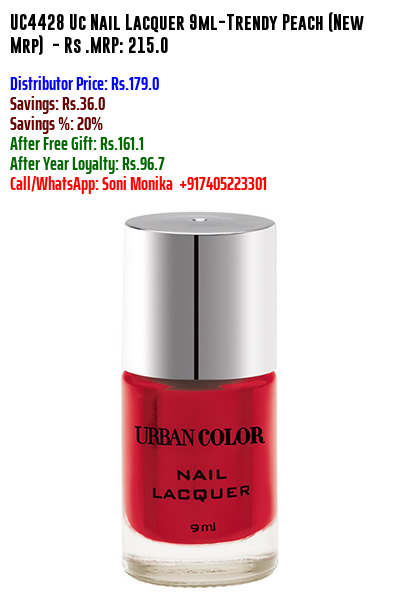 UC4428 Uc Nail Lacquer 9ml-Trendy Peach (New
Mrp) - Rs .MRP: 215.0
Distributor Price: Rs.179.0
Savings: Rs.36.0
Savings %: 20%
After Free Gift: Rs.161.1
After Year Loyalty: Rs.96.7
Call/WhatsApp: Soni Monika +917405223301
URBAN COLOR
NAIL
LACQUER
9ml